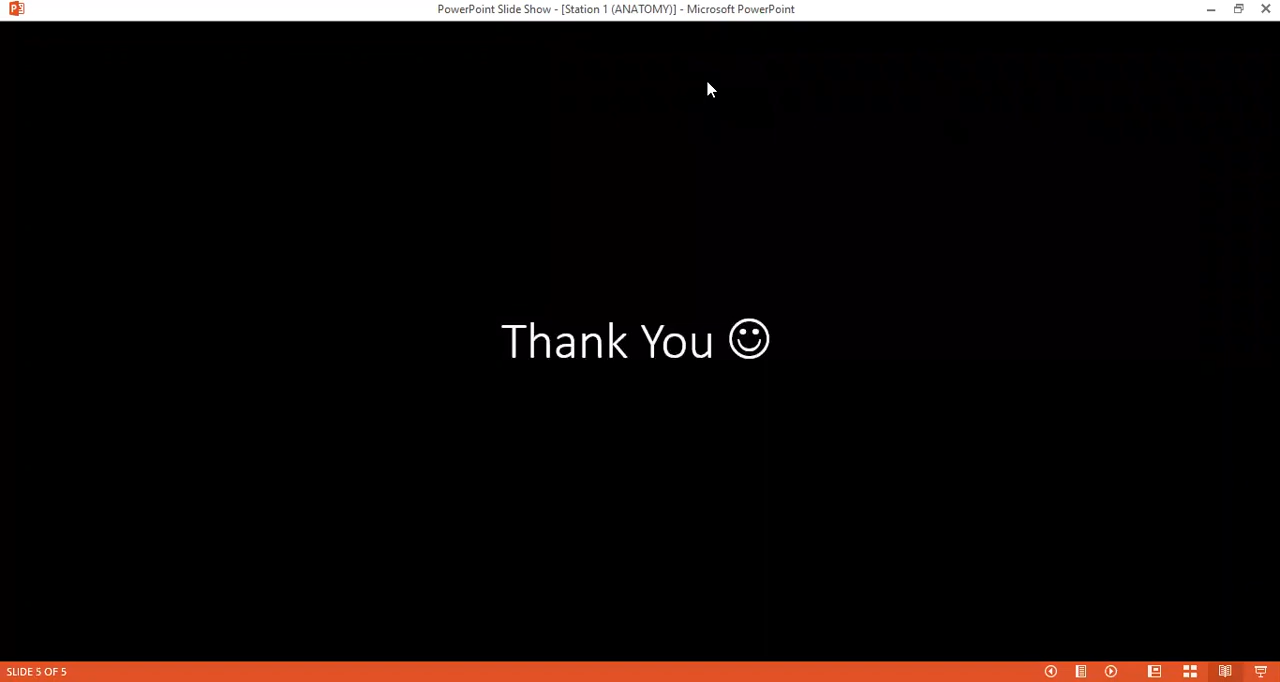 PowerPoint Slide Show - [Station 1 (ANATOMY)] - Microsoft PowerPoint
Thank You ☺
SLIDE 5 OF 5